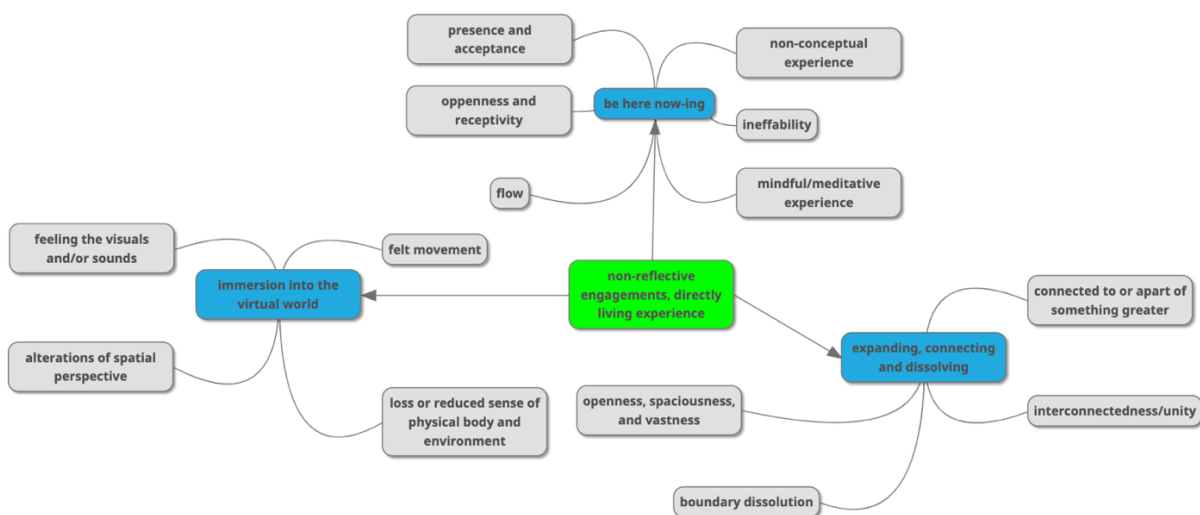 presence and
acceptance
non-conceptual
experience
oppenness and
receptivity
be here now-ing
ineffability
flow
mindful/meditative
experience
feeling the visuals
and/or sounds
felt movement
immersion into the
virtual world
non-reflective
engagements, directly
living experience
connected to or apart of
something greater
alterations of spatial
perspective
expanding, connecting
and dissolving
loss or reduced sense of
physical body and
environment
openness, spaciousness,
and vastness
interconnectedness/unity
boundary dissolution